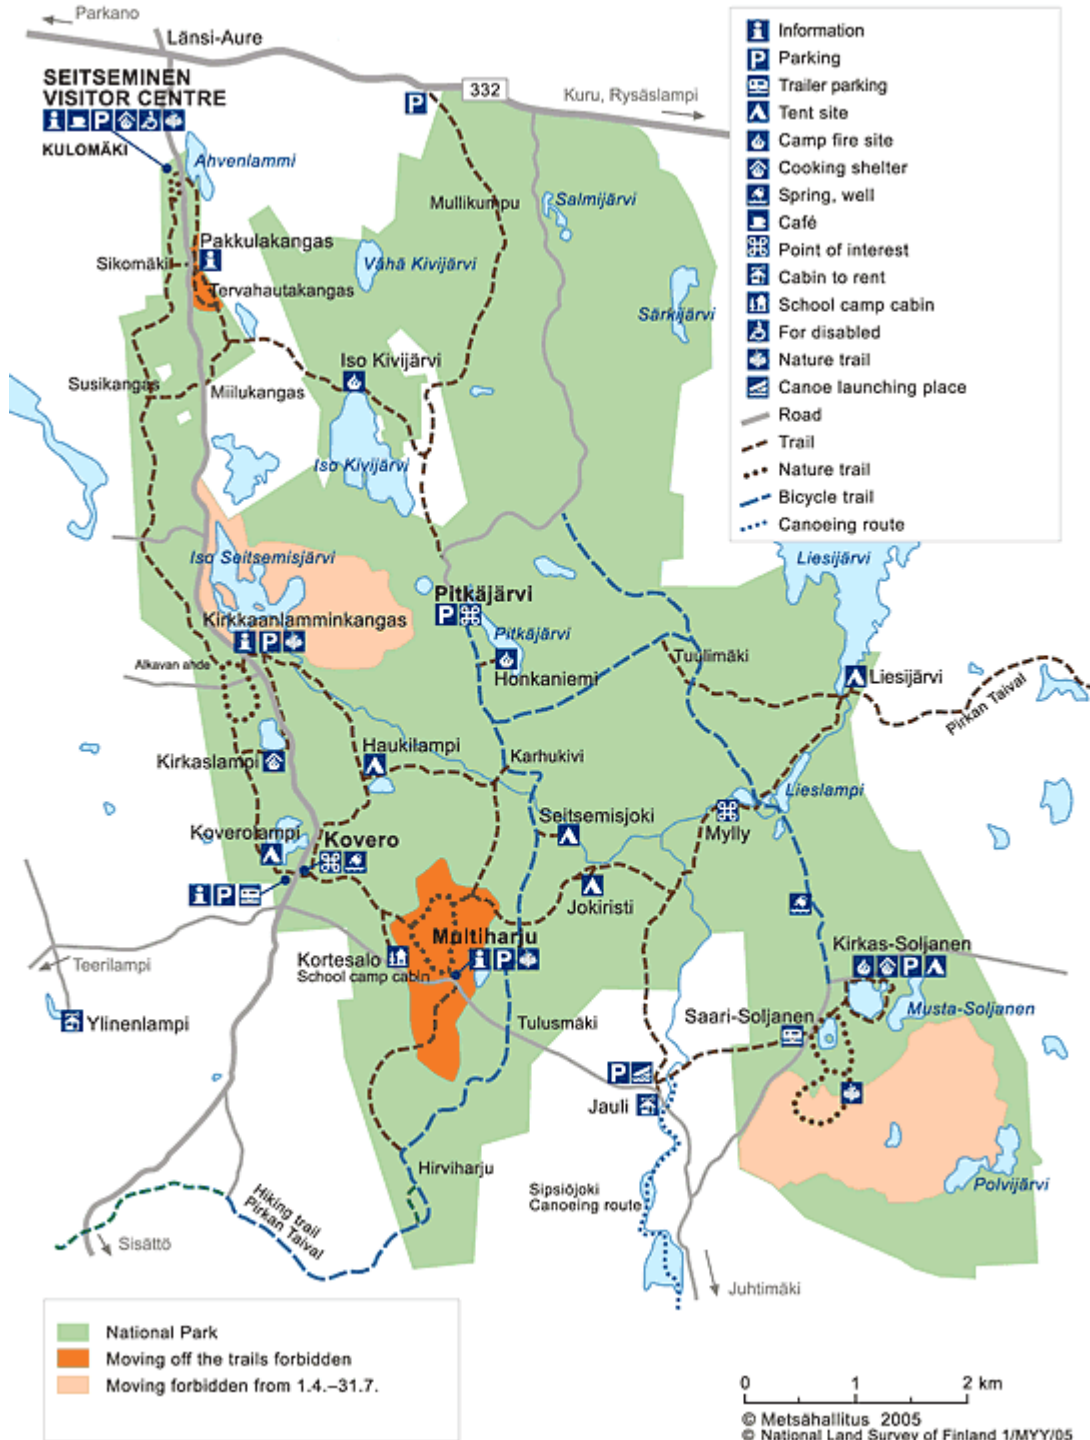 Parkano
Länsi-Aure
SEITSEMINEN
VISITOR CENTRE
KULOMÄKI
332
Kuru, Rysäslampi
Ahvenlammi
Mullikumpu
Salmijärvi
Pakkulakangas
Sikomäki
Vähä Kivijärvi
Tervahautakangas
Särkijärvi
Iso Kivijärvi
Susikangas
Miilukangas
Iso Kivijärvi
Iso Seitsemisjärvi
Liesijärvi
Pitkäjärvi
Kirkkaanlamminkangas
Pitkäjärvi
Alkavan ahde
Tuulimäki
Honkaniemi
Liesijärvi
Pirkan Taival
Haukilampi
Karhukivi
Kirkaslampi
Lieslampi
Seitsemisjoki
Mylly
Koverolampi
Kovero
Jokiristi
Multiharju
Kirkas-Soljanen
Kortesalo
School camp cabin
Teerilampi
Musta-Soljanen
Saari-Soljanen
Ylinenlampi
Tulusmäki
Jauli
Hirviharju
Polvijärvi
Sipsiöjoki
Canoeing route
Hiking trail
Pirkan Taival
Sisättö
Juhtimäki
Information
Parking
Trailer parking
Tent site
Camp fire site
Cooking shelter
Spring, well
Café
Point of interest
Cabin to rent
School camp cabin
For disabled
Nature trail
Canoe launching place
Road
Trail
Nature trail
Bicycle trail
Canoeing route
National Park
Moving off the trails forbidden
Moving forbidden from 1.4.–31.7.
0 1 2 km
© Metsähallitus 2005
© National Land Survey of Finland 1/MYY/05